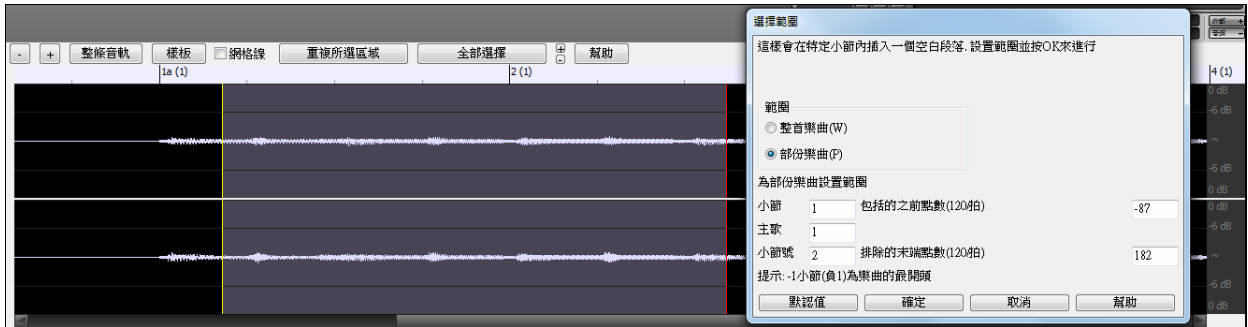 - + 整條音軌 樣板 網格線 重複所選區域 全部選擇 + - 幫助
1a (1) 2 (1) 4 (1)
0 dB
-6 dB
~
-6 dB
0 dB
0 dB
-6 dB
~
-6 dB
0 dB
選擇範圍
這樣會在特定小節內插入一個空白段落. 設置範圍並按OK來進行
範圍
整首樂曲(W)
部份樂曲(P)
為部份樂曲設置範圍
小節 1 包括的之前點數(120/拍) -87
主歌 1
小節號 2 排除的末端點數(120/拍) 182
提示: -1小節(負1)為樂曲的最開頭
默認值 確定 取消 幫助